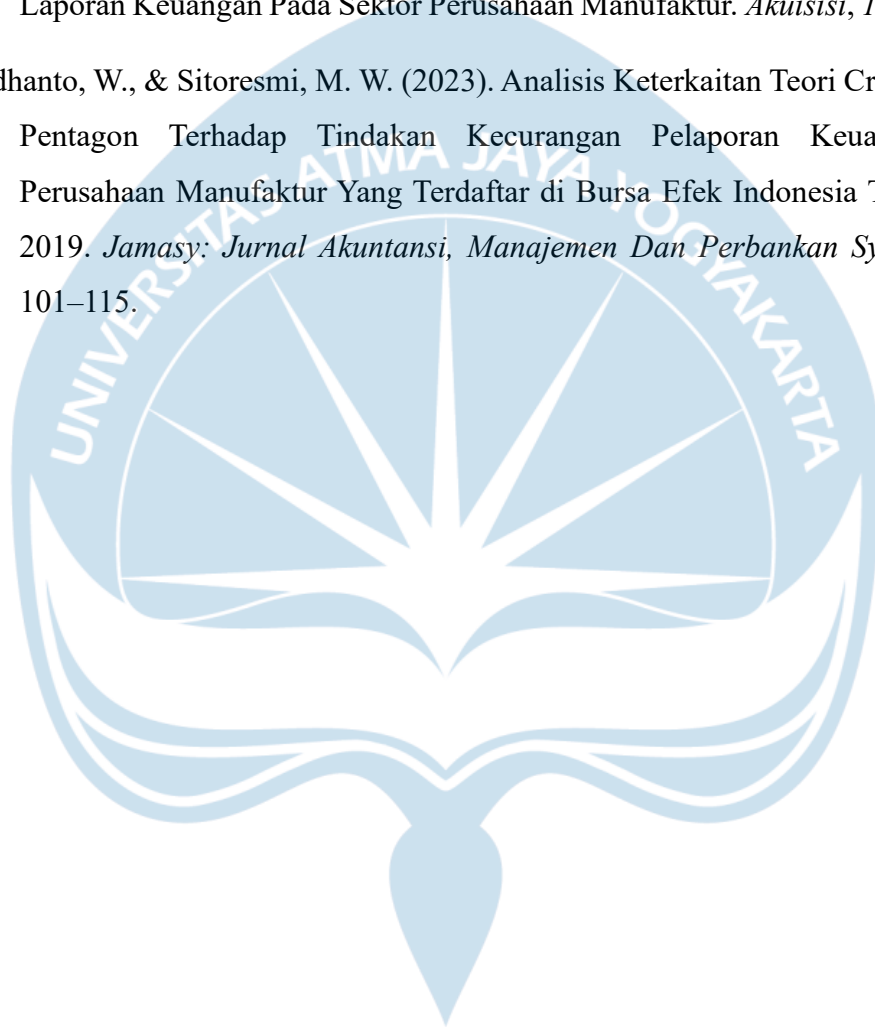 Laporan Keuangan Pada Sektor Perusahaan Manufaktur. Akuisisi,
dhanto, W., & Sitoresmi, M. W. (2023). Analisis Keterkaitan Teori Cr
Pentagon Terhadap Tindakan Kecurangan Pelaporan Keua
Perusahaan Manufaktur Yang Terdaftar di Bursa Efek Indonesia T
2019. Jamasy: Jurnal Akuntansi, Manajemen Dan Perbankan Sy
101–115.
UNIVERSITAS ATMA JAYA YOGYAKARTA